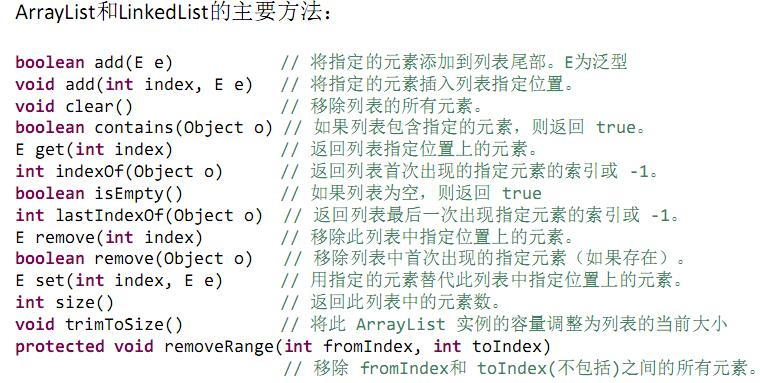 ArrayList和LinkedList的主要方法：
boolean add(E e) // 将指定的元素添加到列表尾部。E为泛型
void add(int index, E e) // 将指定的元素插入列表指定位置。
void clear() // 移除列表的所有元素。
boolean contains(Object o) // 如果列表包含指定的元素，则返回 true。
E get(int index) // 返回列表指定位置上的元素。
int indexOf(Object o) // 返回列表首次出现的指定元素的索引或 -1。
boolean isEmpty() // 如果列表为空，则返回 true
int lastIndexOf(Object o) // 返回列表最后一次出现指定元素的索引或 -1。
E remove(int index) // 移除此列表中指定位置上的元素。
boolean remove(Object o) // 移除列表中首次出现的指定元素（如果存在）。
E set(int index, E e) // 用指定的元素替代此列表中指定位置上的元素。
int size() // 返回此列表中的元素数。
void trimToSize() // 将此 ArrayList 实例的容量调整为列表的当前大小
protected void removeRange(int fromIndex, int toIndex)
// 移除 fromIndex和 toIndex(不包括)之间的所有元素。